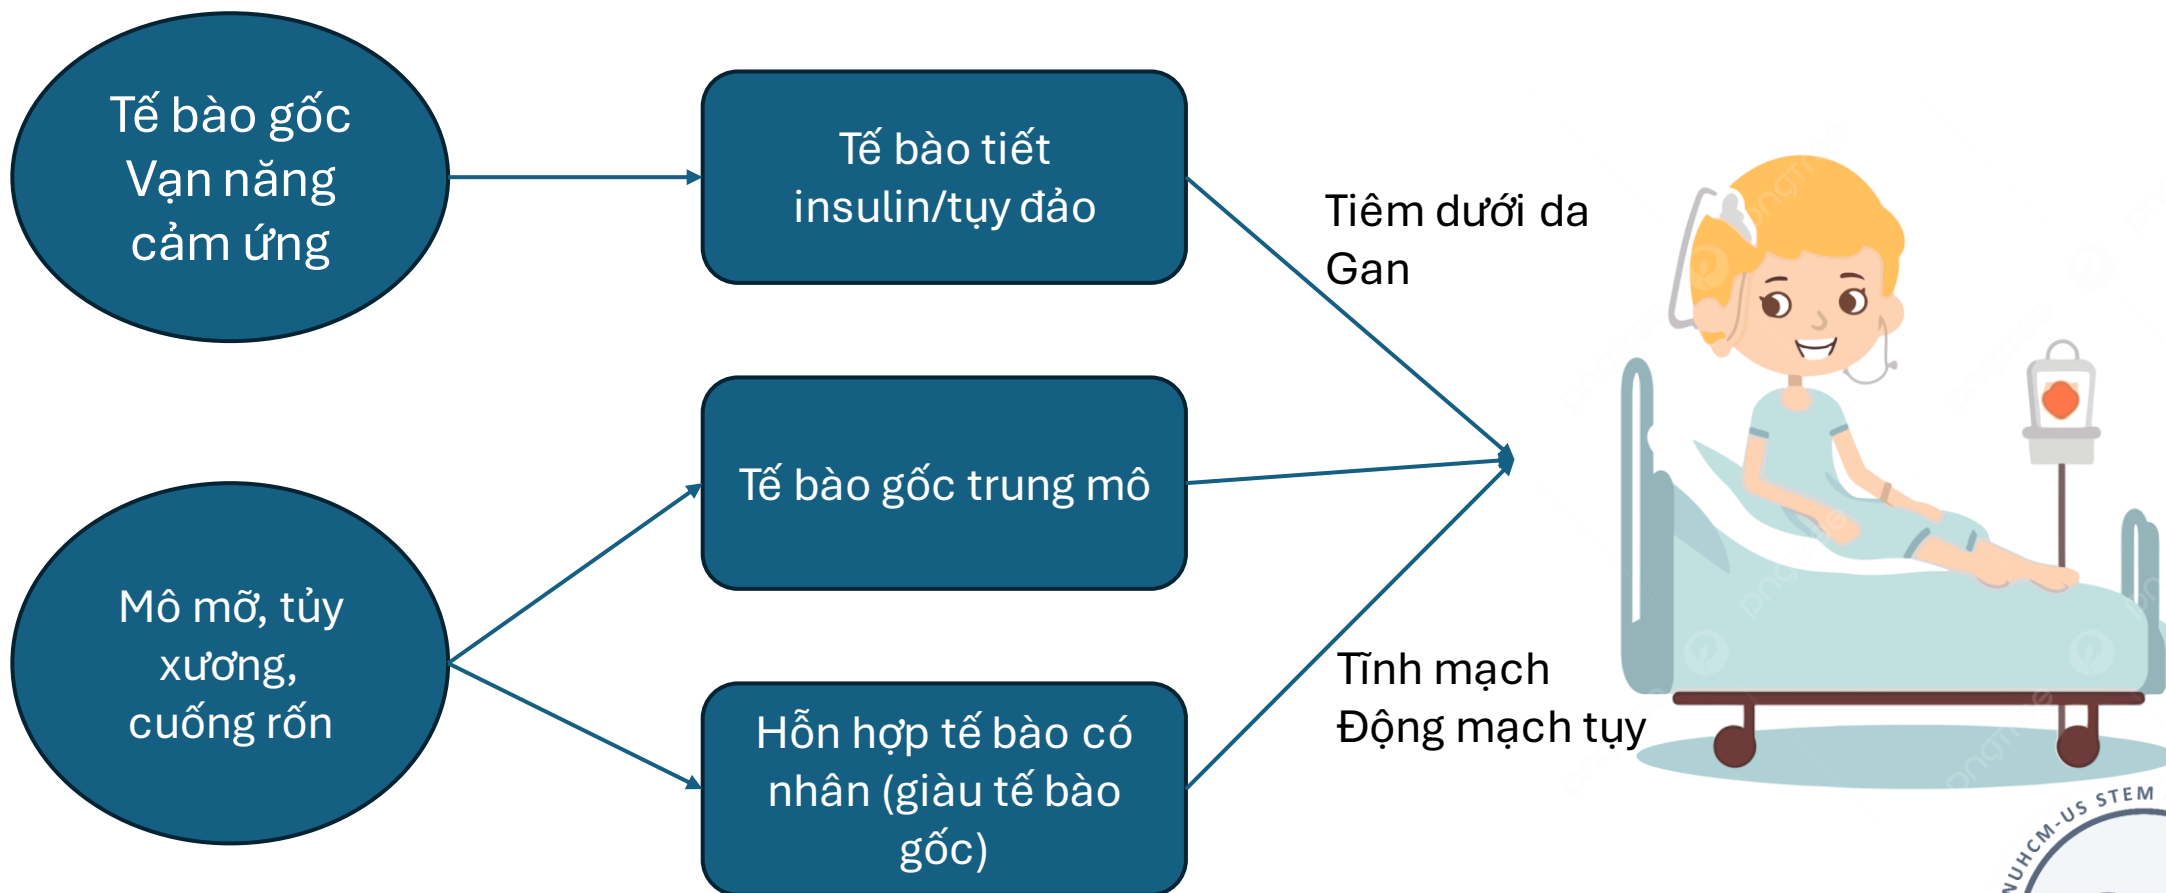 Tế bào gốc
Vạn năng
cảm ứng
Tế bào tiết
insulin/tụy đảo
Tiêm dưới da
Gan
Tế bào gốc trung mô
Mô mỡ, tủy
xương,
cuống rốn
Hỗn hợp tế bào có
nhân (giàu tế bào
gốc)
Tĩnh mạch
Động mạch tụy
NUHCM-US STEM